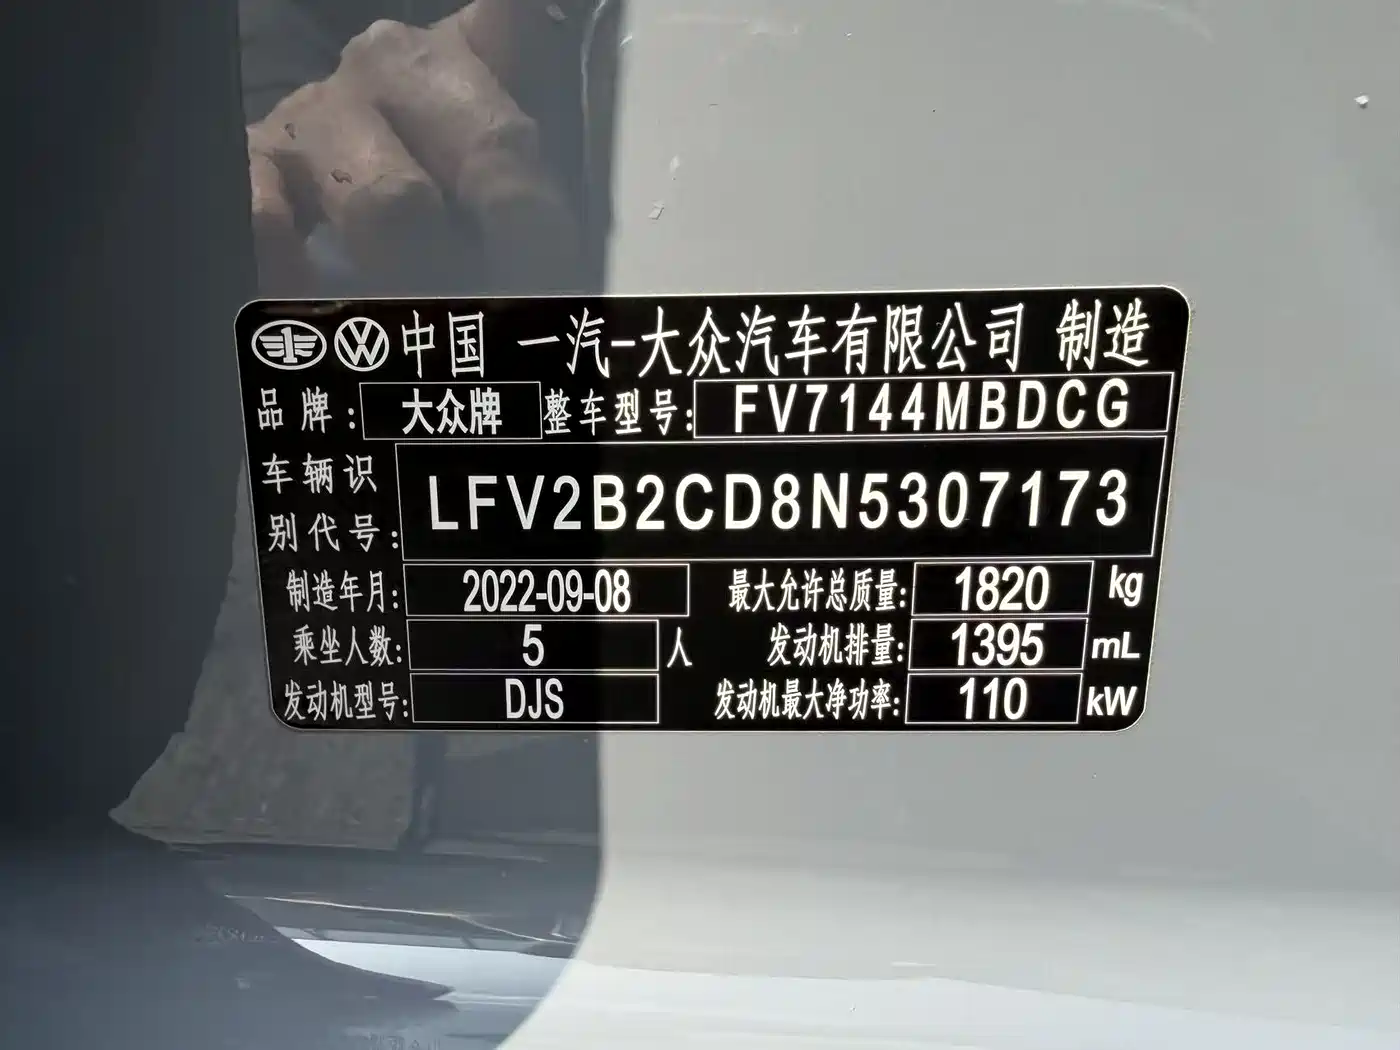 中国 一汽-大众汽车有限公司 制造
品牌: 大众牌 整车型号: FV7144MBDCG
车辆识别代号: LFV2B2CD8N5307173
制造年月: 2022-09-08 最大允许总质量: 1820 kg
乘坐人数: 5 人 发动机排量: 1395 mL
发动机型号: DJS 发动机最大净功率: 110 kW